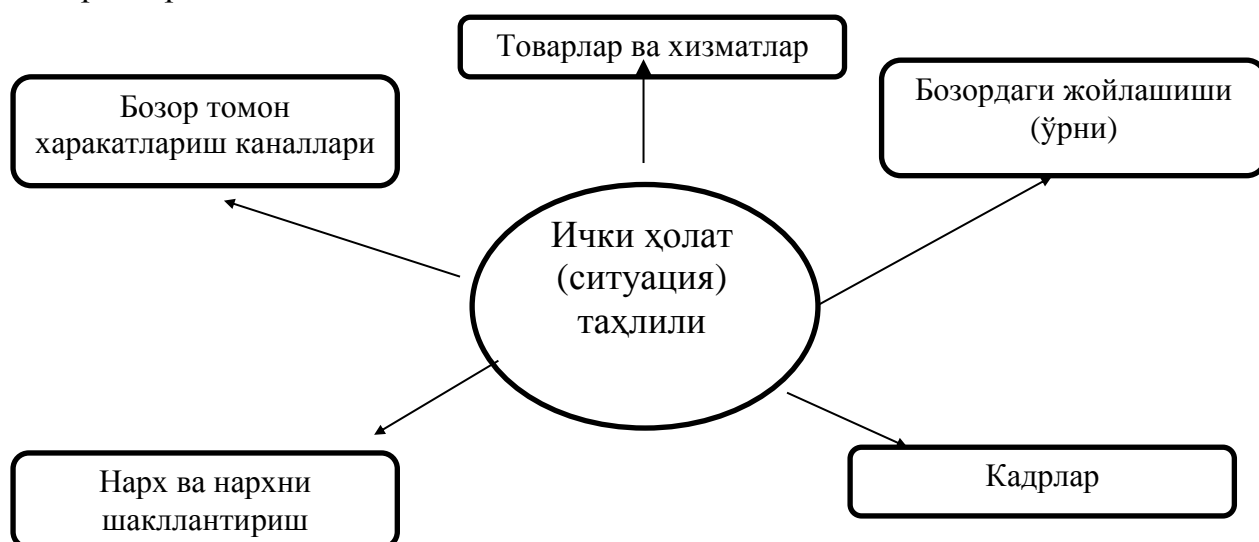 Товарлар ва хизматлар
Бозор томон
харакатлариш каналлари
Бозордаги жойлашиши
(ўрни)
Ички ҳолат
(ситуация)
таҳлили
Нарх ва нархни
шакллантириш
Кадрлар